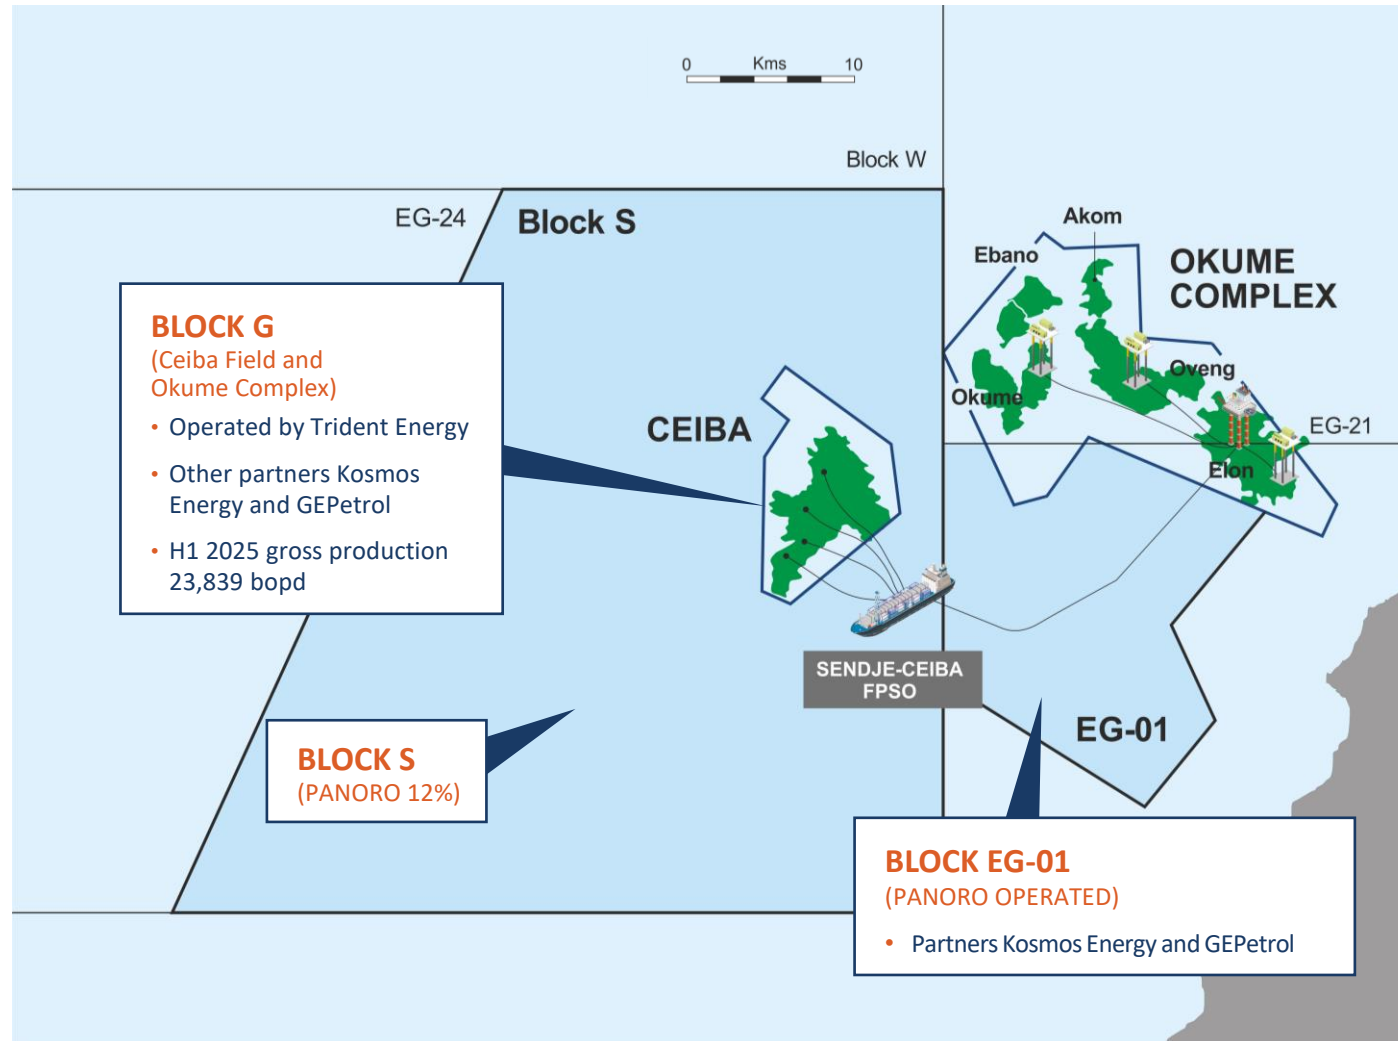 0 Kms 10
Block W
EG-24
Block S
Akom
Ebano
OKUME
COMPLEX
Oveng
Okume
EG-21
Elon
CEIBA
BLOCK G
(Ceiba Field and
Okume Complex)
• Operated by Trident Energy
• Other partners Kosmos
Energy and GEPetrol
• H1 2025 gross production
23,839 bopd
SENDJE-CEIBA
FPSO
EG-01
BLOCK S
(PANORO 12%)
BLOCK EG-01
(PANORO OPERATED)
• Partners Kosmos Energy and GEPetrol